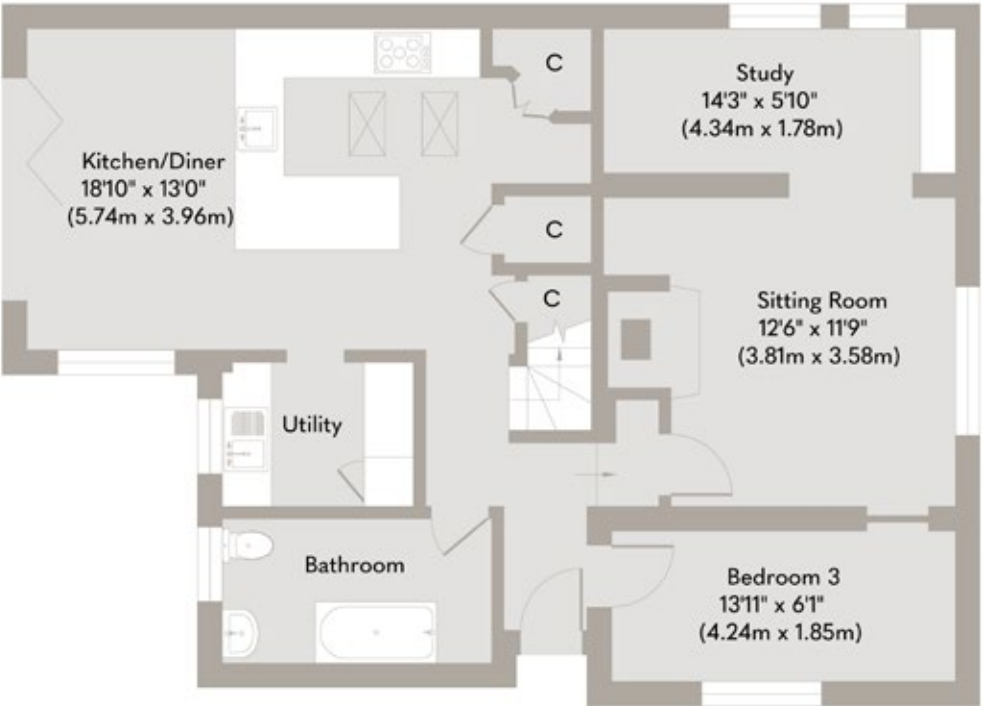 Kitchen/Diner
18'10" x 13'0"
(5.74m x 3.96m)
C
C
C
Study
14'3" x 5'10"
(4.34m x 1.78m)
Sitting Room
12'6" x 11'9"
(3.81m x 3.58m)
Utility
Bathroom
Bedroom 3
13'11" x 6'1"
(4.24m x 1.85m)